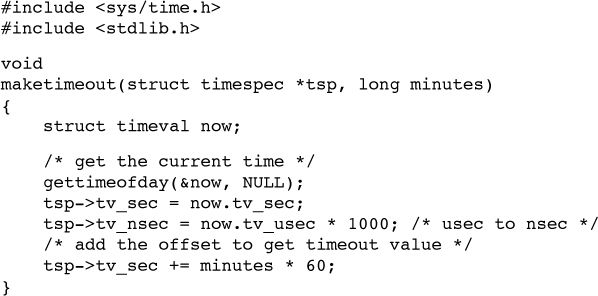 #include <sys/time.h>
#include <stdlib.h>
void
maketimeout(struct timespec *tsp, long minutes)
{
    struct timeval now;
    /* get the current time */
    gettimeofday(&now, NULL);
    tsp->tv_sec = now.tv_sec;
    tsp->tv_nsec = now.tv_usec * 1000; /* usec to nsec */
    /* add the offset to get timeout value */
    tsp->tv_sec += minutes * 60;
}